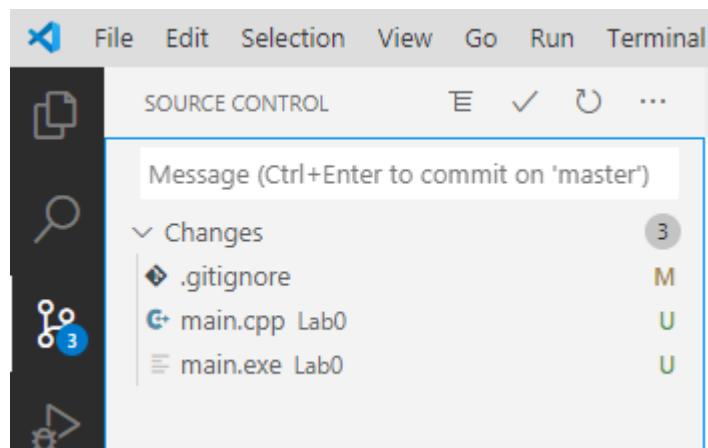 File Edit Selection View Go Run Terminal
SOURCE CONTROL
Message (Ctrl+Enter to commit on 'master')
Changes 3
.gitignore M
main.cpp Lab0 U
3
main.exe Lab0 U